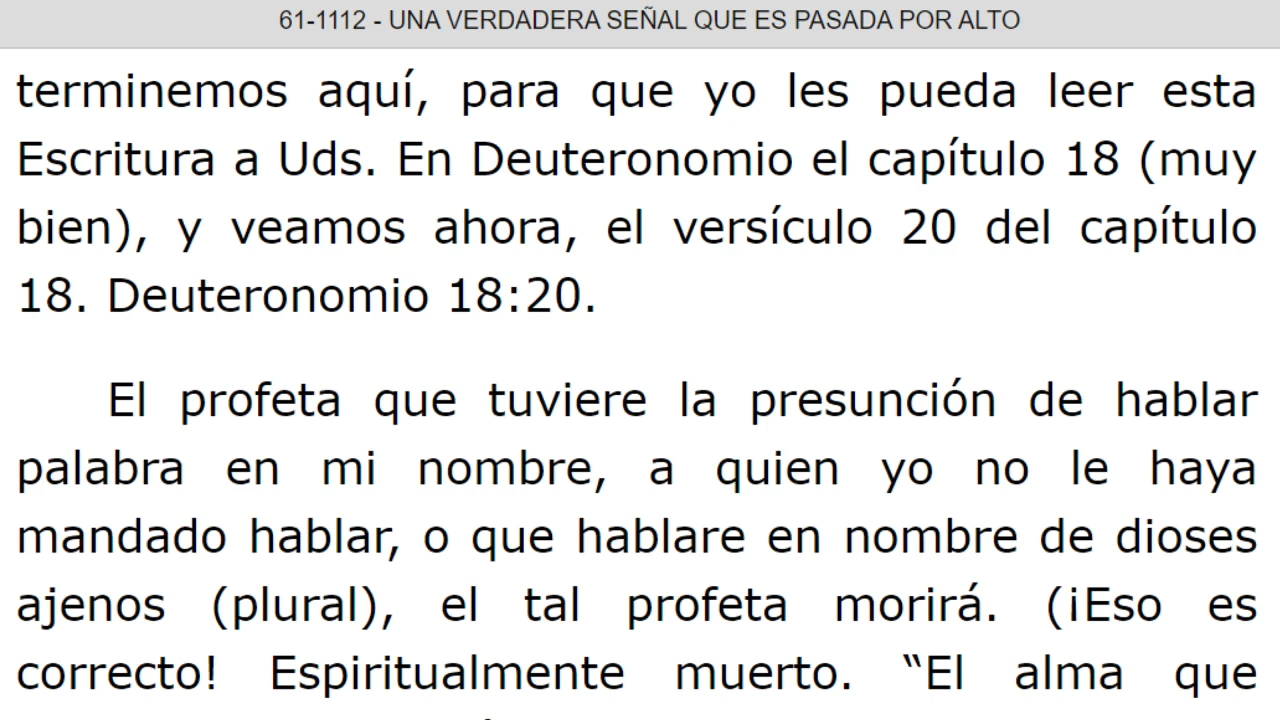 61-1112 - UNA VERDADERA SEÑAL QUE ES PASADA POR ALTO
terminemos aquí, para que yo les pueda leer esta
Escritura a Uds. En Deuteronomio el capítulo 18 (muy
bien), y veamos ahora, el versículo 20 del capítulo
18. Deuteronomio 18:20.
El profeta que tuviere la presunción de hablar
palabra en mi nombre, a quien yo no le haya
mandado hablar, o que hablare en nombre de dioses
ajenos (plural), el tal profeta morirá. (¡Eso es
correcto! Espiritualmente muerto. “El alma que